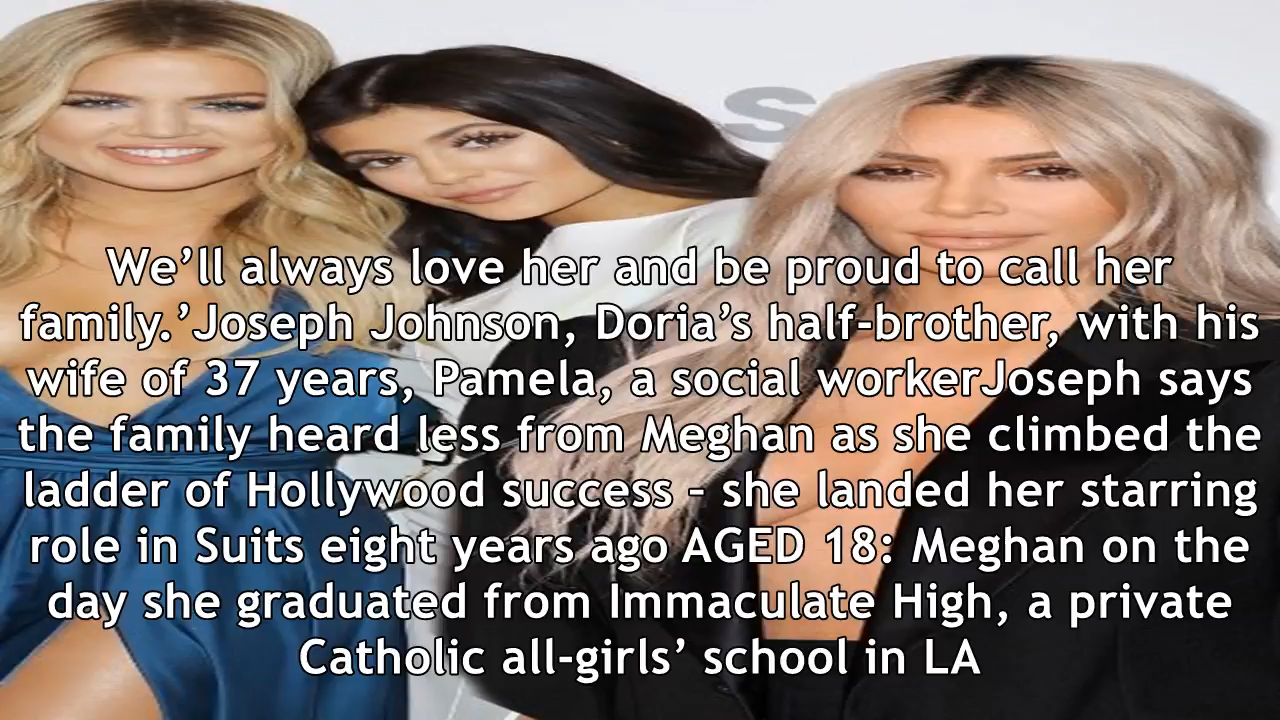 S
We’ll always love her and be proud to call her
family.’Joseph Johnson, Doria’s half-brother, with his
wife of 37 years, Pamela, a social workerJoseph says
the family heard less from Meghan as she climbed the
ladder of Hollywood success – she landed her starring
role in Suits eight years ago AGED 18: Meghan on the
day she graduated from Immaculate High, a private
Catholic all-girls’ school in LA